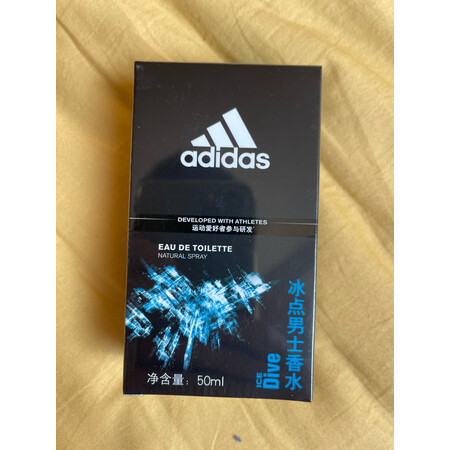 adidas
DEVELOPED WITH ATHLETES
运动爱好者参与研发
EAU DE TOILETTE
NATURAL SPRAY
冰点男士香水
ICE
Dive
净含量：50ml